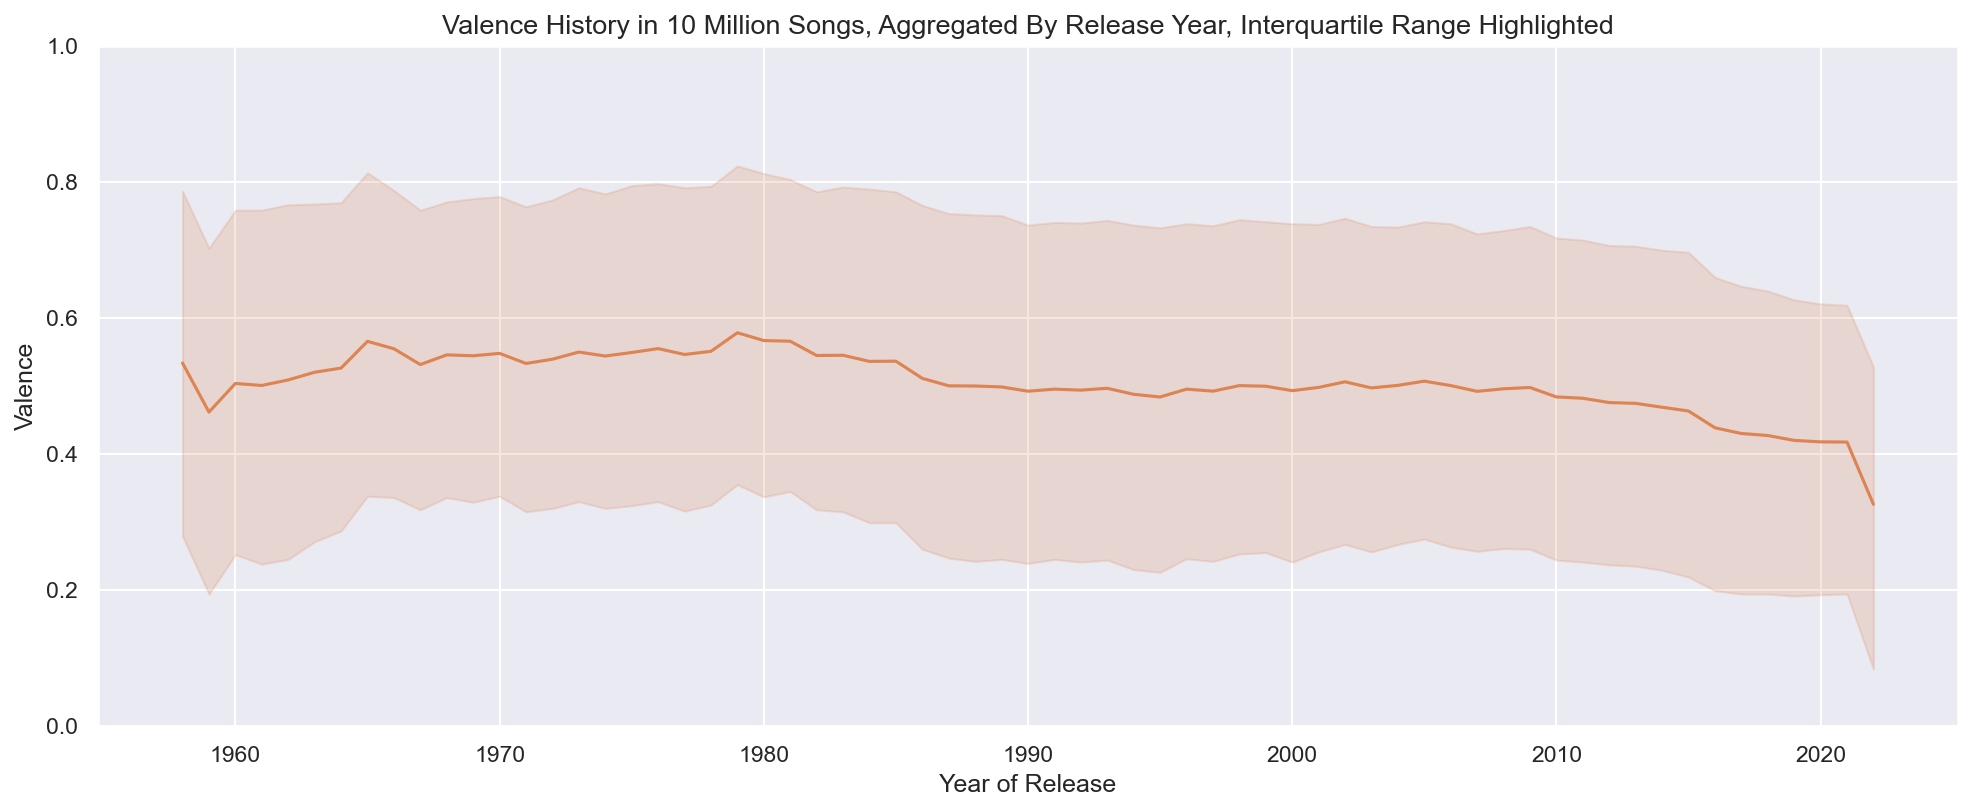 Valence History in 10 Million Songs, Aggregated By Release Year, Interquartile Range Highlighted
1.0
0.8
0.6
0.4
0.2
0.0
Valence
1960 1970 1980 1990 2000 2010 2020
Year of Release